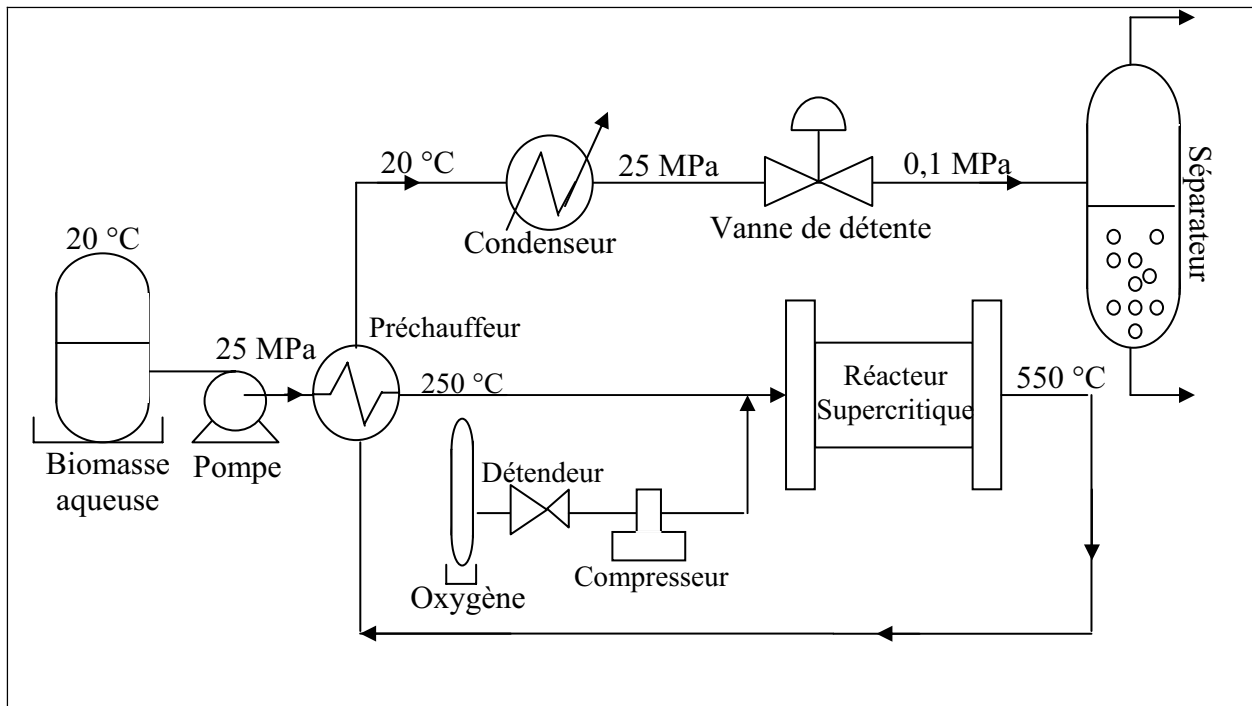 20 °C
25 MPa
0,1 MPa
Condenseur
Vanne de détente
Séparateur
20 °C
Préchauffeur
25 MPa
250 °C
Réacteur
Supercritique
550 °C
Biomasse
aqueuse
Pompe
Détendeur
Compresseur
Oxygène